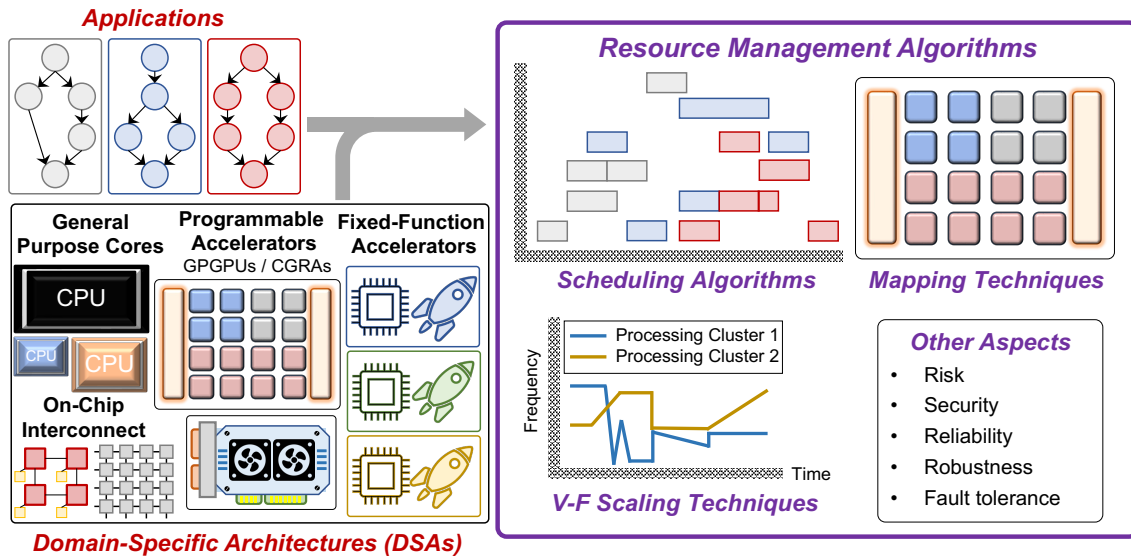 Applications
General
Purpose Cores
CPU
CPU
CPU
On-Chip
Interconnect
Programmable
Accelerators
GPGPUs / CGRAs
Fixed-Function
Accelerators
Domain-Specific Architectures (DSAs)
Resource Management Algorithms
Scheduling Algorithms
Mapping Techniques
Processing Cluster 1
Processing Cluster 2
Frequency
Time
V-F Scaling Techniques
Other Aspects
• Risk
• Security
• Reliability
• Robustness
• Fault tolerance